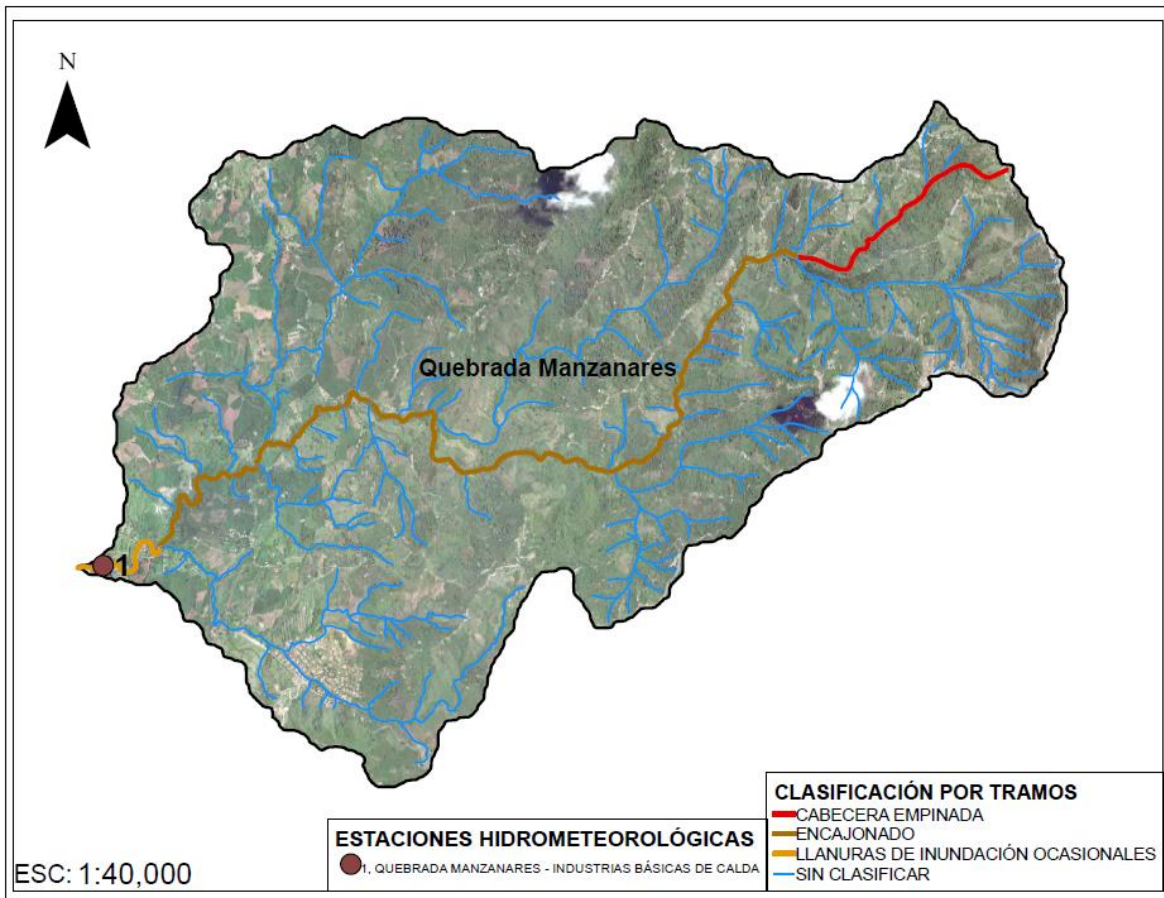 N
Quebrada Manzanares
1
ESTACIONES HIDROMETEOROLÓGICAS
1, QUEBRADA MANZANARES - INDUSTRIAS BÁSICAS DE CALDA
ESC: 1:40,000
CLASIFICACIÓN POR TRAMOS
CABECERA EMPINADA
ENCAJONADO
LLANURAS DE INUNDACIÓN OCASIONALES
SIN CLASIFICAR